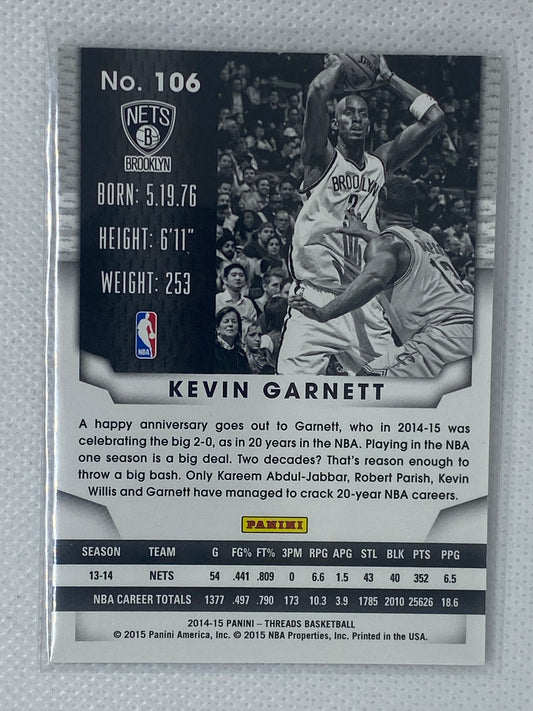 No. 106
SPALDING
NETS
B
BROOKLYN
BROOKLYN
2
13
BORN: 5.19.76
HEIGHT: 6'11"
WEIGHT: 253
NBA
KEVIN GARNETT
A happy anniversary goes out to Garnett, who in 2014-15 was
celebrating the big 2-0, as in 20 years in the NBA. Playing in the NBA
one season is a big deal. Two decades? That's reason enough to
throw a big bash. Only Kareem Abdul-Jabbar, Robert Parish, Kevin
Willis and Garnett have managed to crack 20-year NBA careers.
PANINI
SEASON TEAM G FG% FT% 3PM RPG APG STL BLK PTS PPG
13-14 NETS 54 .441 .809 0 6.6 1.5 43 40 352 6.5
NBA CAREER TOTALS 1377 .497 .790 173 10.3 3.9 1785 2010 25626 18.6
2014-15 PANINI – THREADS BASKETBALL
© 2015 Panini America, Inc. © 2015 NBA Properties, Inc. Printed in the USA.